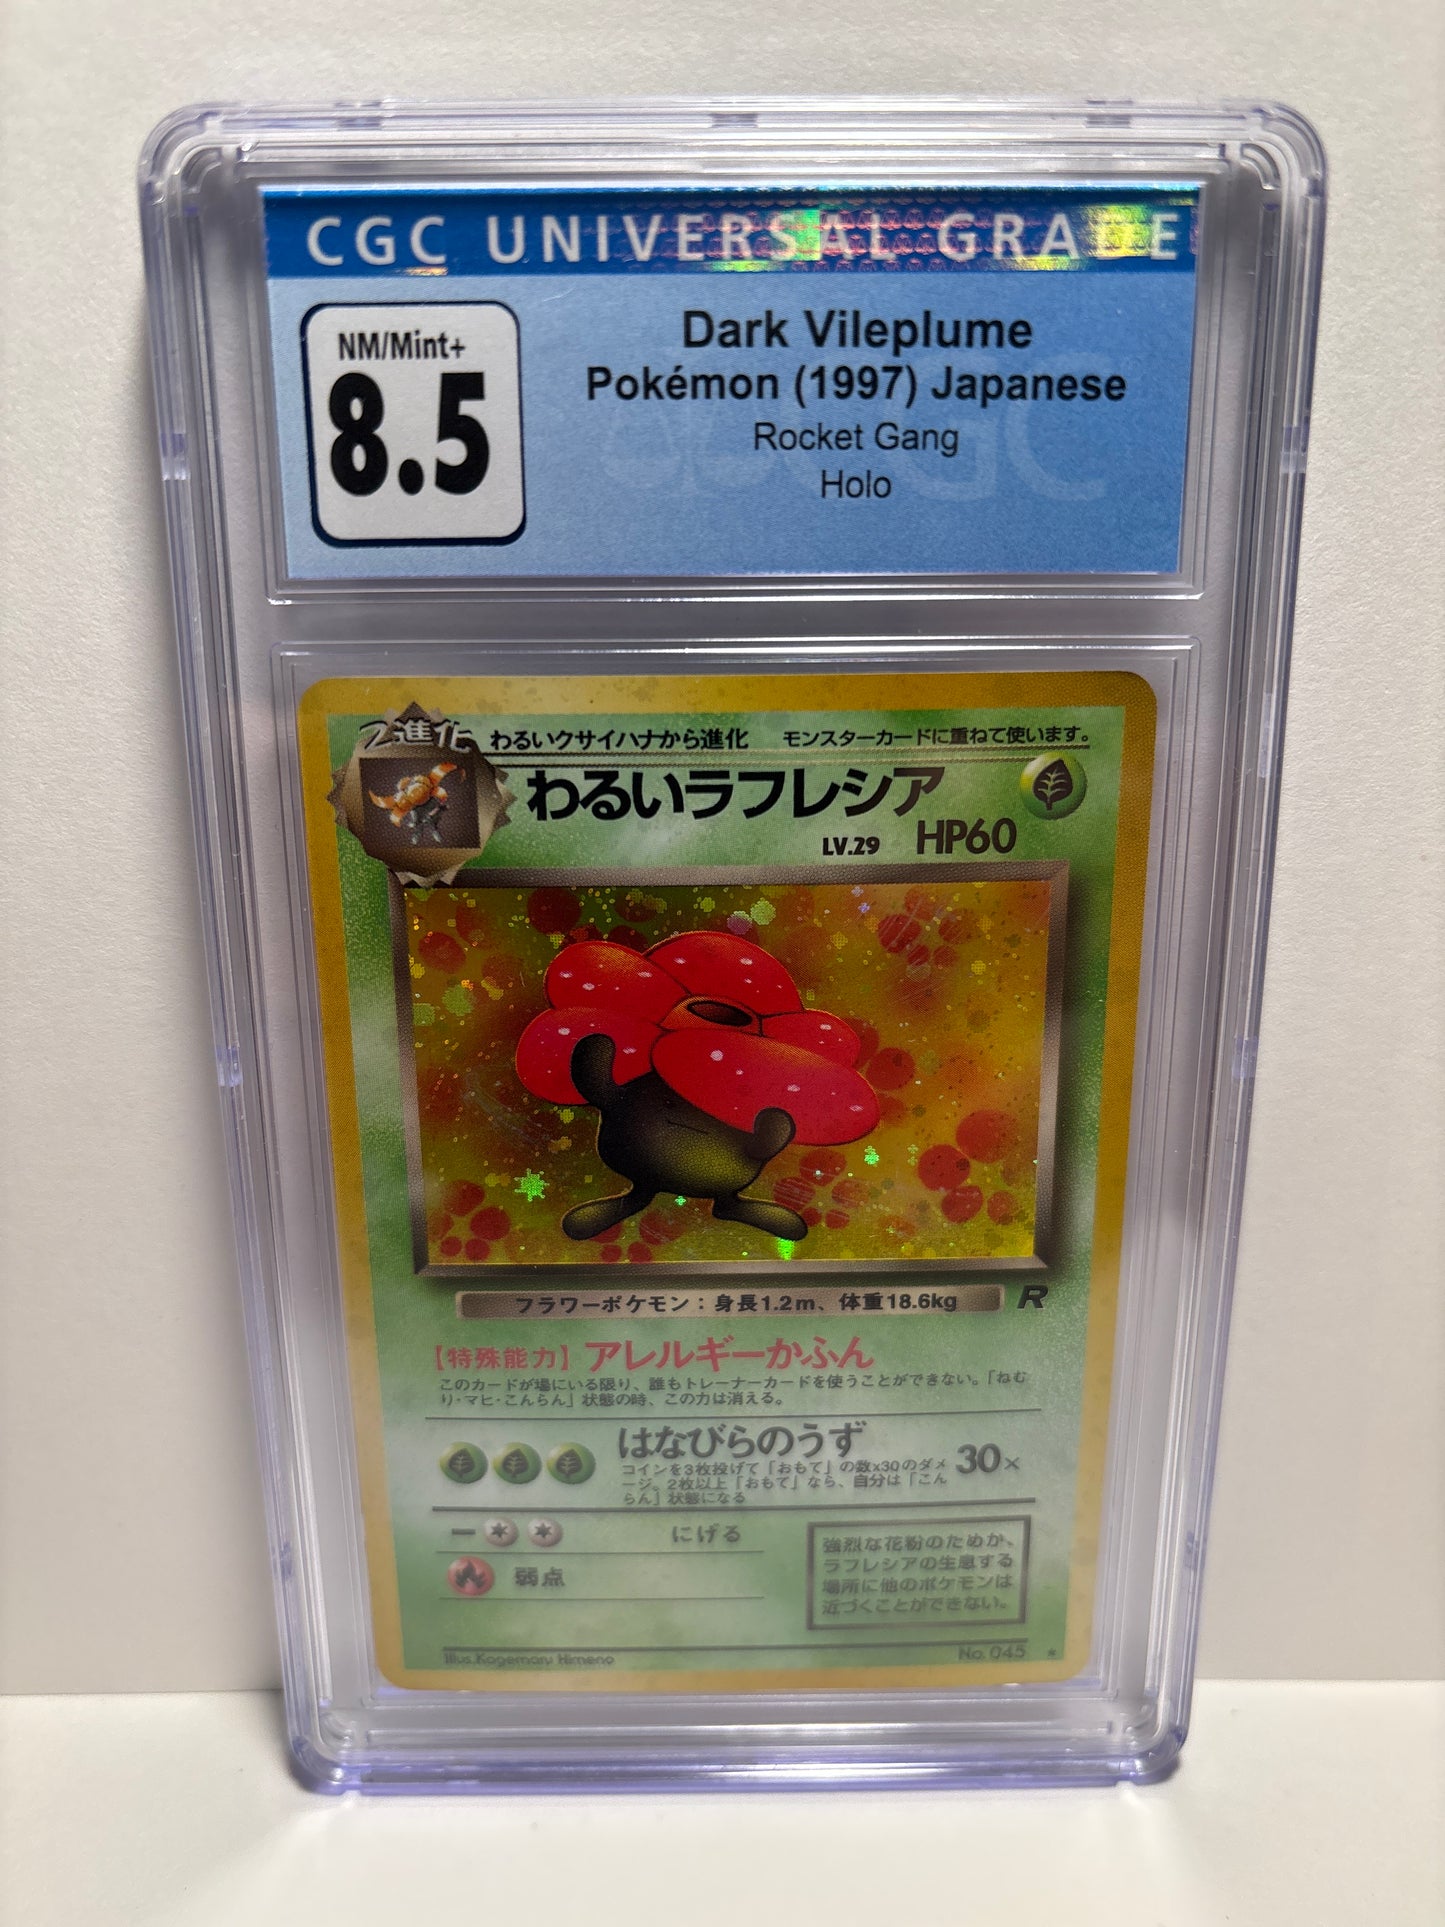 CGC UNIVERSAL GRADE
NM/Mint+
8.5
Dark Vileplume
Pokémon (1997) Japanese
Rocket Gang
Holo
2進化 わるいクサイハナから進化 モンスターカードに重ねて使います。
わるいラフレシア
LV.29 HP60
フラワーポケモン：身長1.2m、体重18.6kg R
【特殊能力】アレルギーかふん
このカードが場にいる限り、誰もトレーナーカードを使うことができない。「ねむ
り・マヒ・こんらん」状態の時、この力は消える。
はなびらのうず
30×
コインを3枚投げて「おもて」の数×30のダメ
ージ。2枚以上「おもて」なら、自分は「こん
らん」状態になる
にげる
弱点
強烈な花粉のためか、
ラフレシアの生息する
場所に他のポケモンは
近づくことができない。
Illus.Kagemaru Himeno No. 045 ★